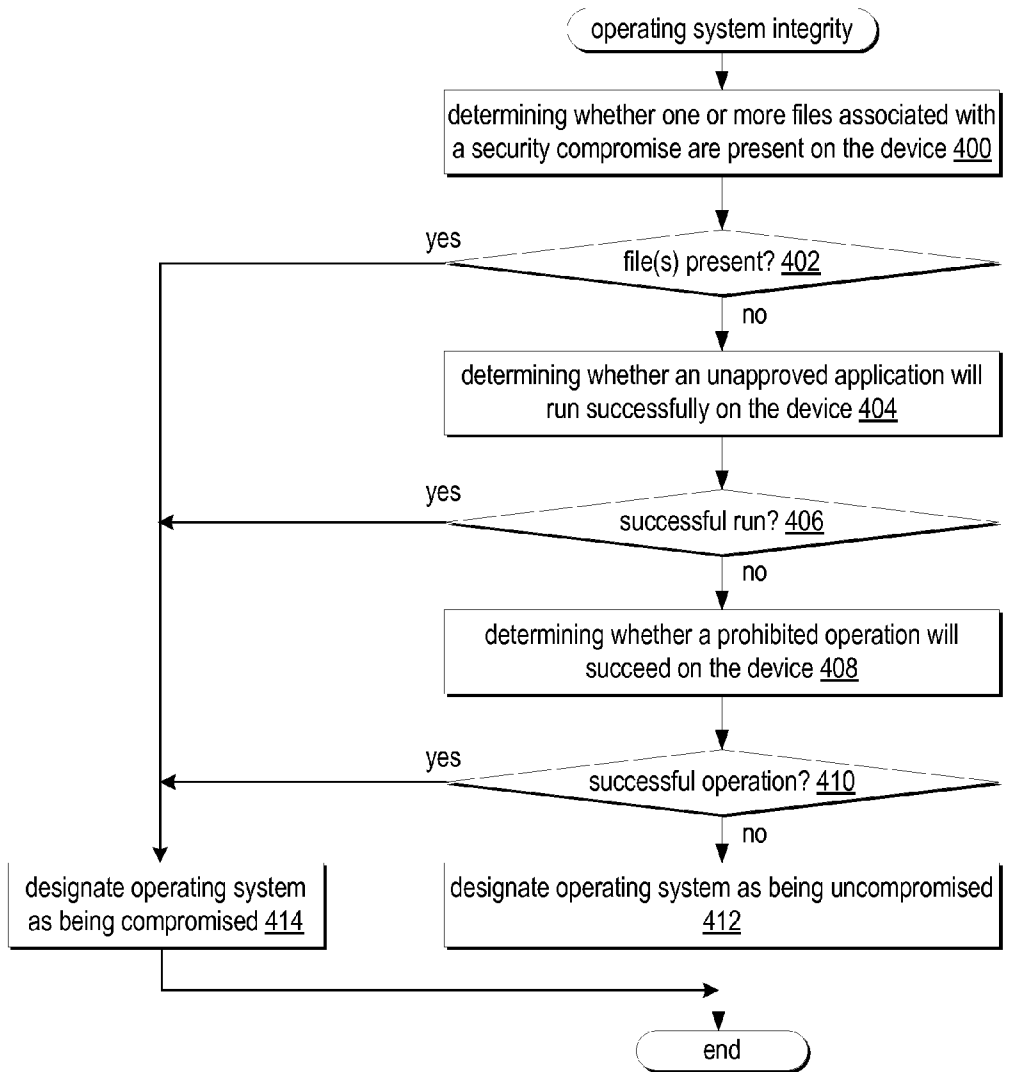 operating system integrity
determining whether one or more files associated with
a security compromise are present on the device 400
yes
file(s) present? 402
no
determining whether an unapproved application will
run successfully on the device 404
yes
successful run? 406
no
determining whether a prohibited operation will
succeed on the device 408
yes
successful operation? 410
no
designate operating system
as being compromised 414
designate operating system as being uncompromised
412
end